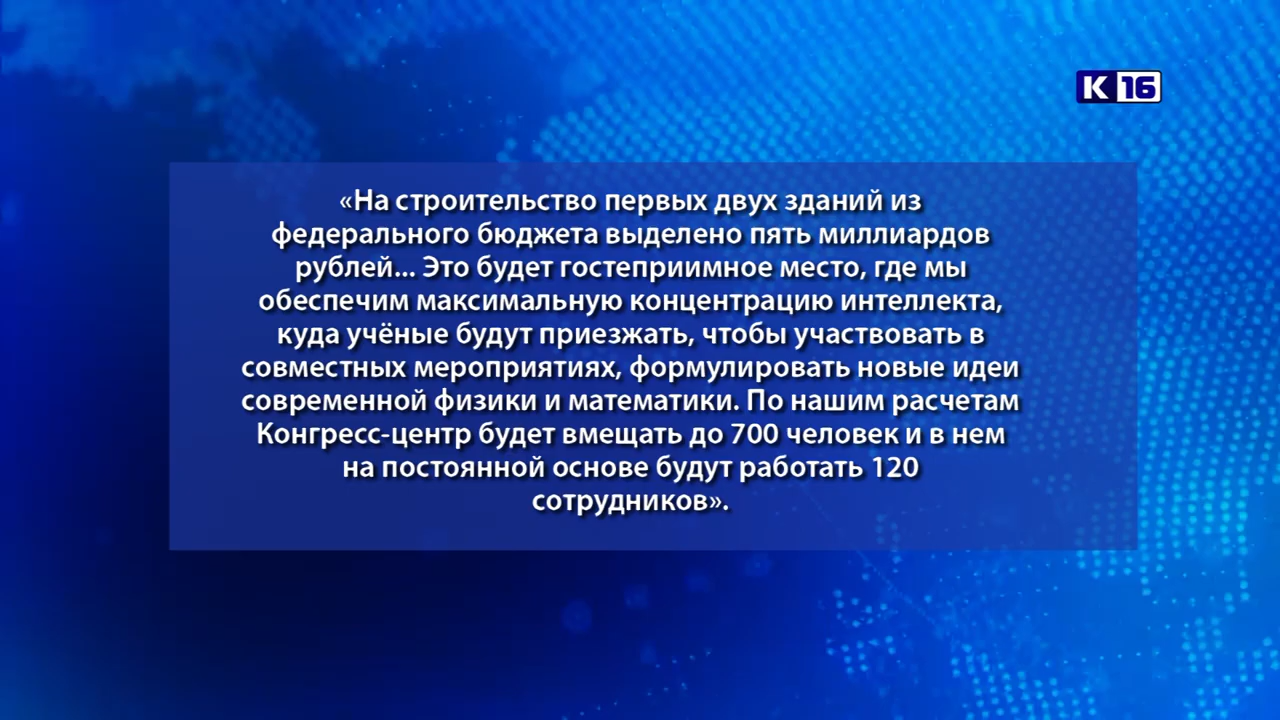 К 16
«На строительство первых двух зданий из
федерального бюджета выделено пять миллиардов
рублей... Это будет гостеприимное место, где мы
обеспечим максимальную концентрацию интеллекта,
куда учёные будут приезжать, чтобы участвовать в
совместных мероприятиях, формулировать новые идеи
современной физики и математики. По нашим расчетам
Конгресс-центр будет вмещать до 700 человек и в нем
на постоянной основе будут работать 120
сотрудников».